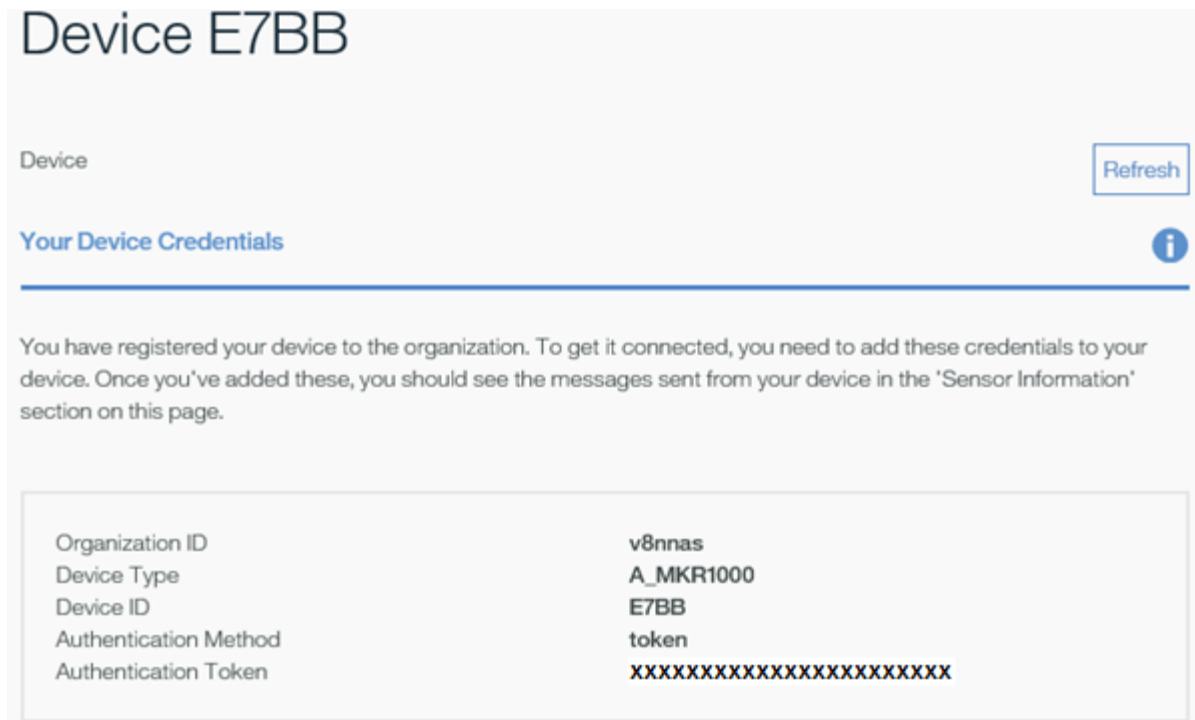 Device E7BB
Device
Refresh
Your Device Credentials
You have registered your device to the organization. To get it connected, you need to add these credentials to your
device. Once you've added these, you should see the messages sent from your device in the 'Sensor Information'
section on this page.
Organization ID v8nnas
Device Type A_MKR1000
Device ID E7BB
Authentication Method token
Authentication Token xxxxxxxxxxxxxxxxxxxxxxx